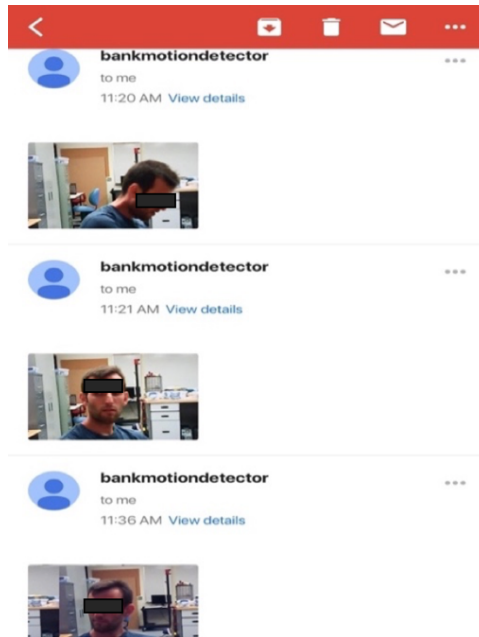 bankmotiondetector
to me
11:20 AM View details
bankmotiondetector
to me
11:21 AM View details
bankmotiondetector
to me
11:36 AM View details